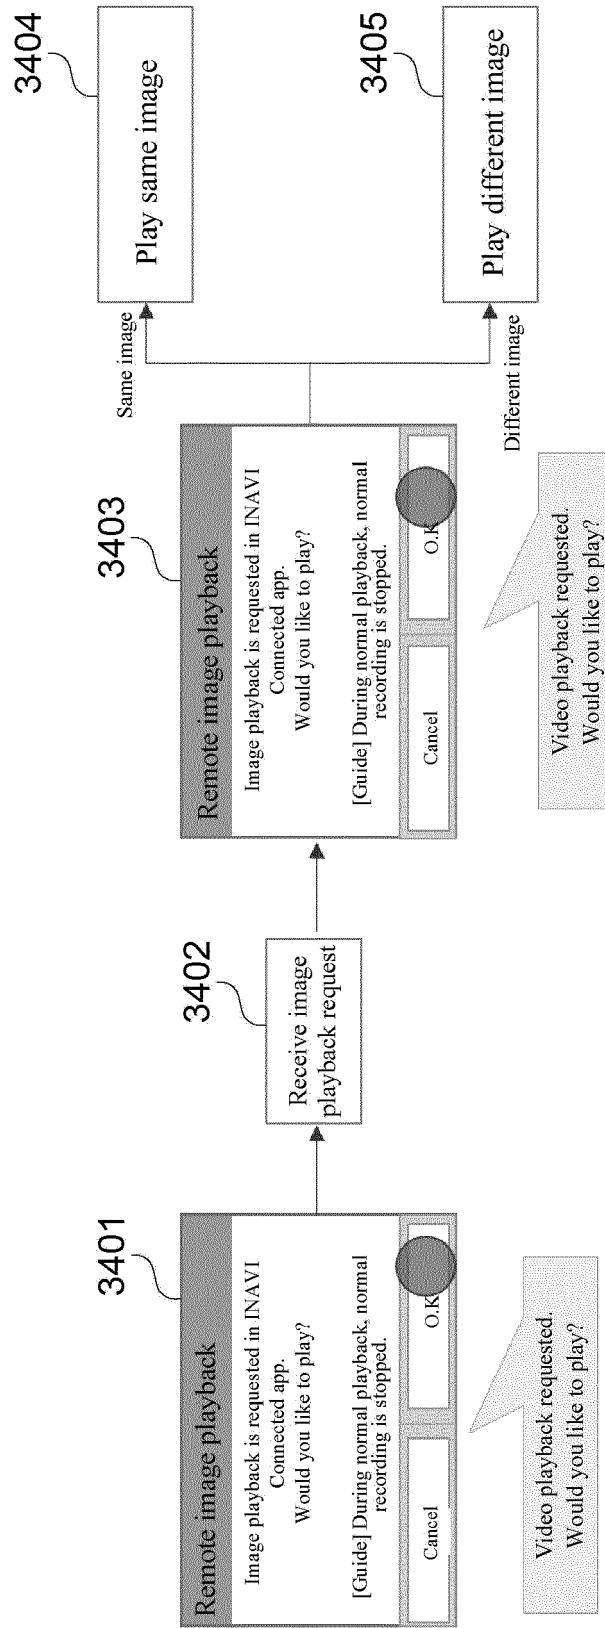 3401
Remote image playback
Image playback is requested in INAVI
Connected app.
Would you like to play?
[Guide] During normal playback, normal
recording is stopped.
Cancel
O.K
Video playback requested.
Would you like to play?
3402
Receive image
playback request
3403
Remote image playback
Image playback is requested in INAVI
Connected app.
Would you like to play?
[Guide] During normal playback, normal
recording is stopped.
Cancel
O.K
Video playback requested.
Would you like to play?
Same image
3404
Play same image
Different image
3405
Play different image